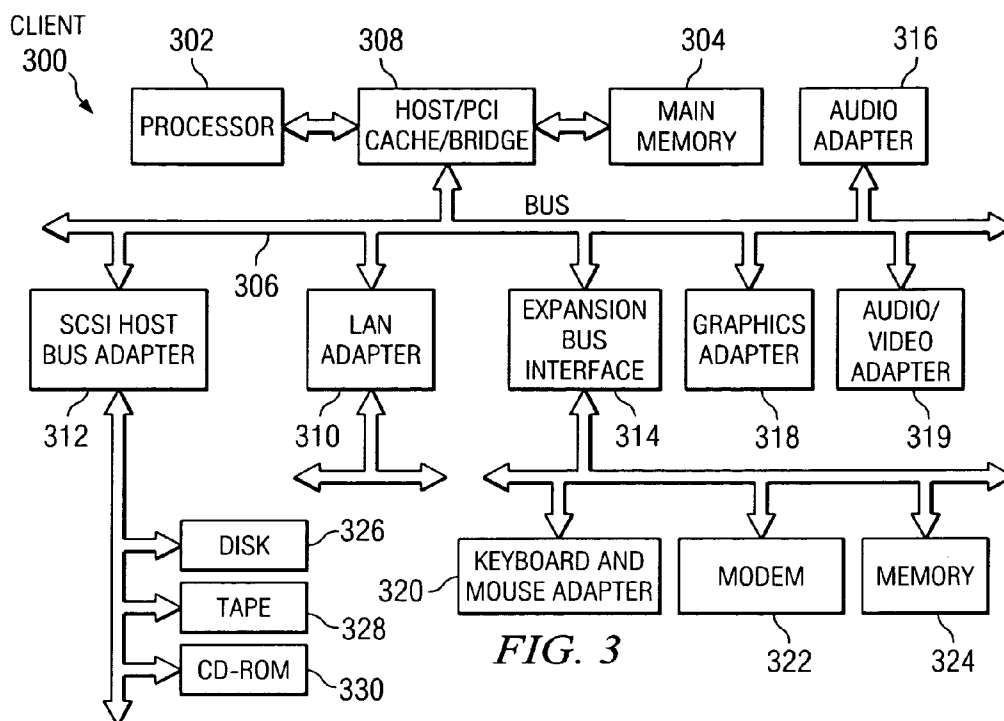 CLIENT
300
302
308
304
316
PROCESSOR
HOST/PCI
CACHE/BRIDGE
MAIN
MEMORY
AUDIO
ADAPTER
BUS
306
SCSI HOST
BUS ADAPTER
LAN
ADAPTER
EXPANSION
BUS
INTERFACE
GRAPHICS
ADAPTER
AUDIO/
VIDEO
ADAPTER
312
310
314
318
319
DISK
326
TAPE
328
CD-ROM
330
320
KEYBOARD AND
MOUSE ADAPTER
MODEM
MEMORY
322
324
FIG. 3